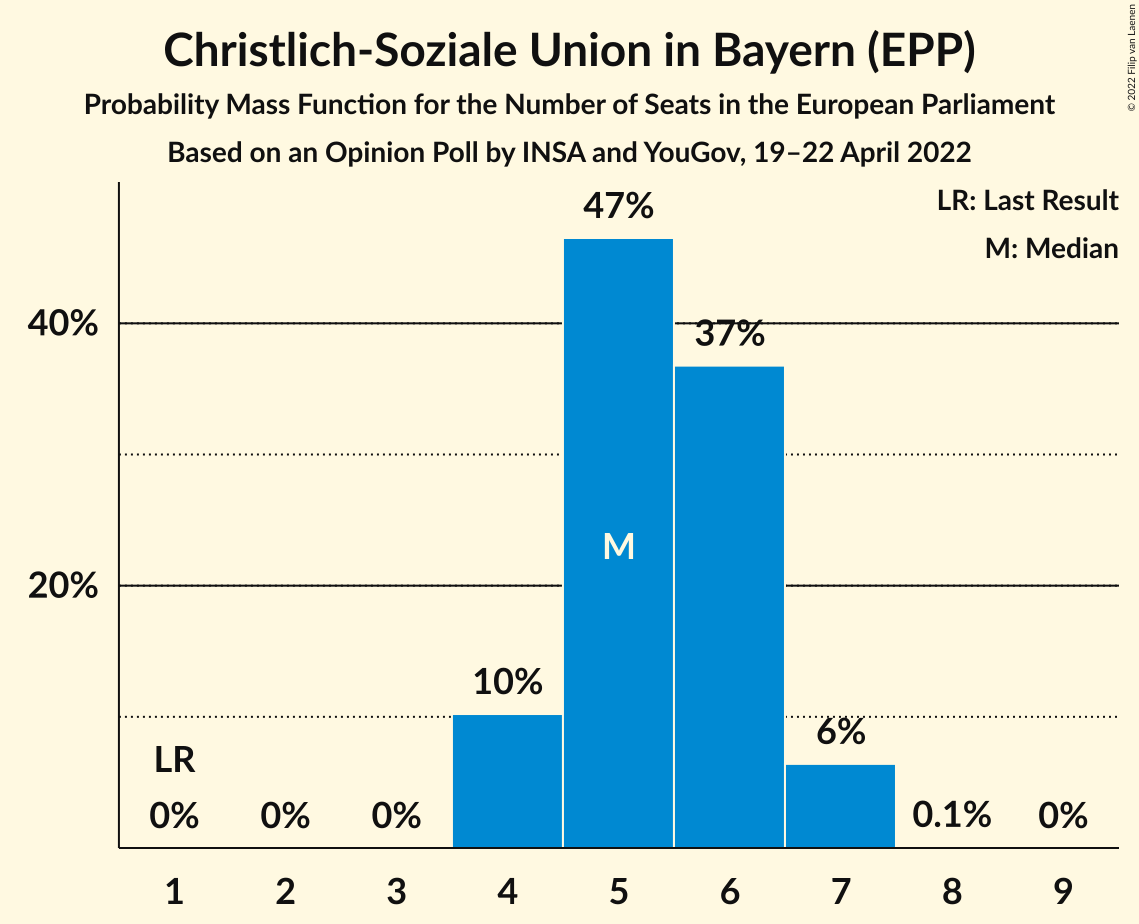 Christlich-Soziale Union in Bayern (EPP)
Probability Mass Function for the Number of Seats in the European Parliament
Based on an Opinion Poll by INSA and YouGov, 19–22 April 2022
© 2022 Filip van Laenen
LR: Last Result
M: Median
47%
40%
37%
M
20%
10%
6%
LR
0%
0%
0%
0.1%
0%
1 2 3 4 5 6 7 8 9